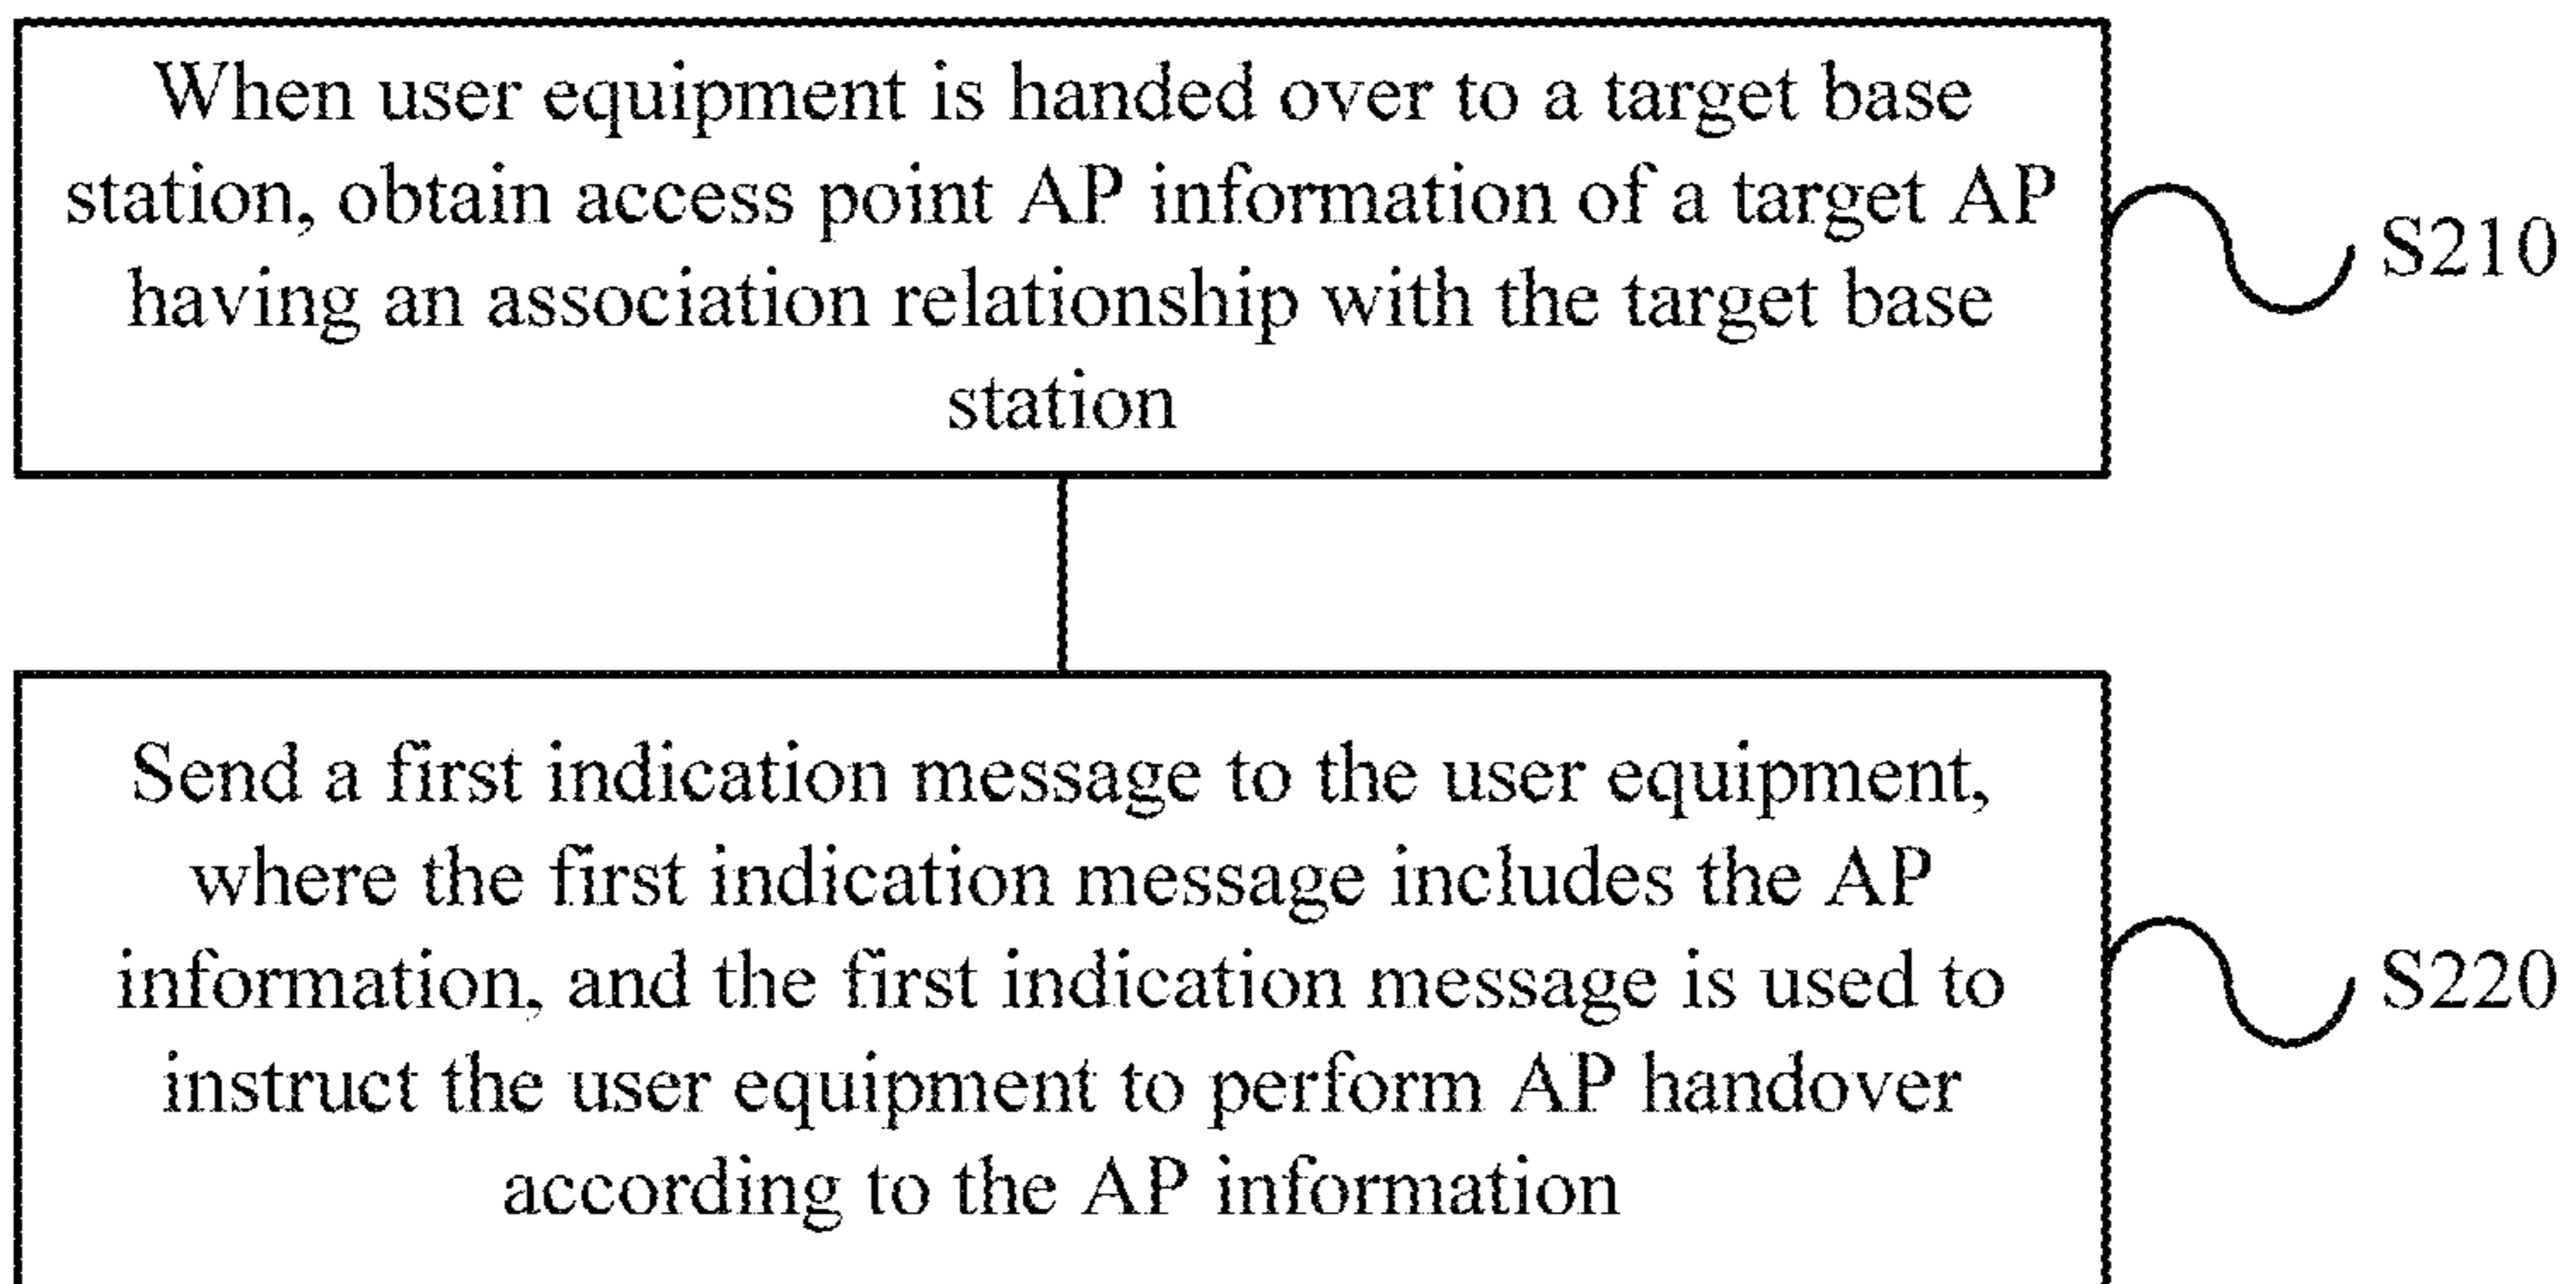 When user equipment is handed over to a target base
station, obtain access point AP information of a target AP
having an association relationship with the target base
station
S210
Send a first indication message to the user equipment,
where the first indication message includes the AP
information, and the first indication message is used to
instruct the user equipment to perform AP handover
according to the AP information
S220